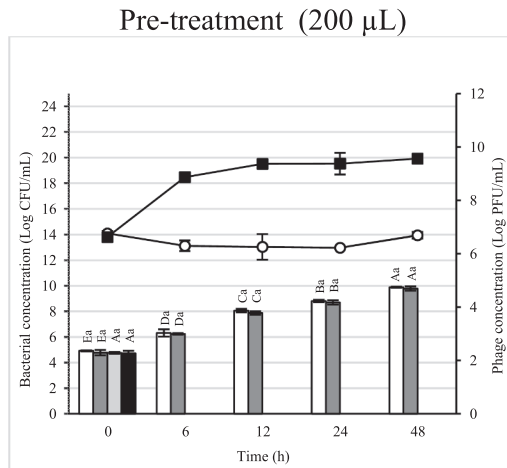 Pre-treatment (200 µL)
Bacterial concentration (Log CFU/mL)
24
22
20
18
16
14
12
10
8
6
4
2
0
12
10
8
6
4
2
0
Phage concentration (Log PFU/mL)
Ea
Ea
Aa
Aa
Da
Da
Ca
Ca
Ba
Ba
Aa
Aa
0 6 12 24 48
Time (h)